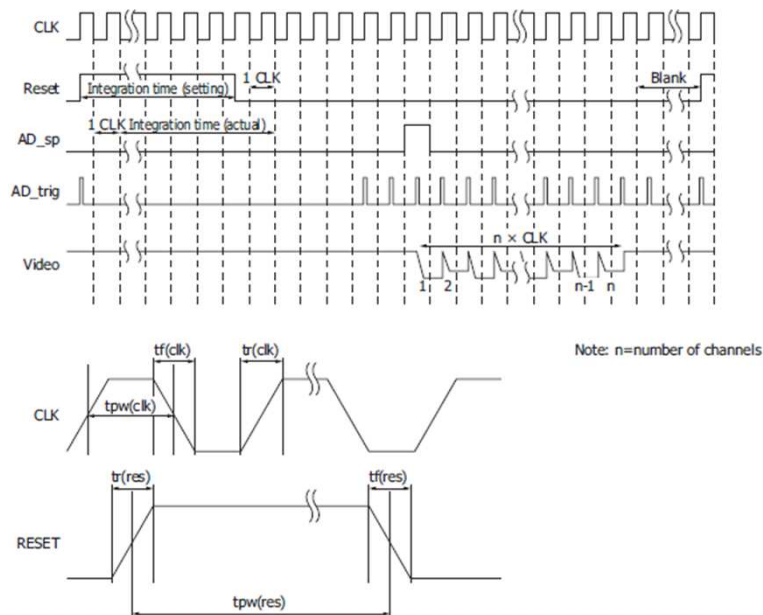 CLK
Reset
1 CLK
Blank
Integration time (setting)
1 CLK Integration time (actual)
AD_sp
AD_trig
n × CLK
Video
1 2 n-1 n
tf(clk) tr(clk)
Note: n=number of channels
tpw(clk)
CLK
tr(res) tf(res)
RESET
tpw(res)